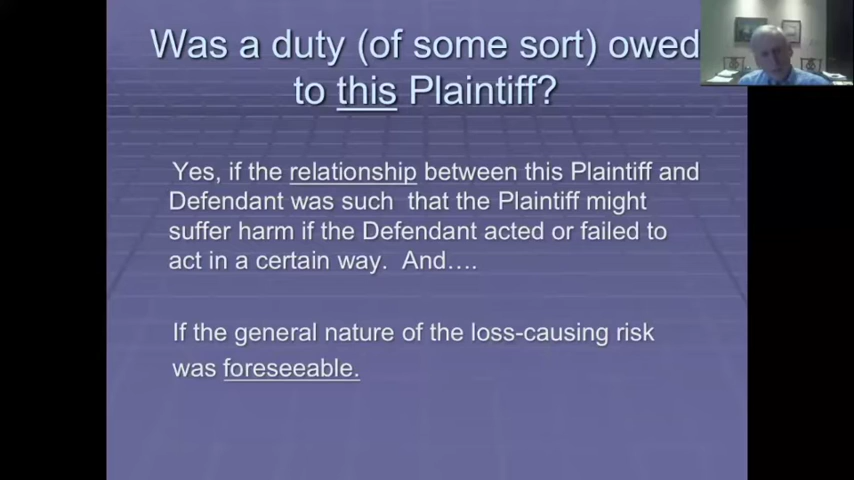 Was a duty (of some sort) owed
to this Plaintiff?
Yes, if the relationship between this Plaintiff and
Defendant was such that the Plaintiff might
suffer harm if the Defendant acted or failed to
act in a certain way. And….
If the general nature of the loss-causing risk
was foreseeable.